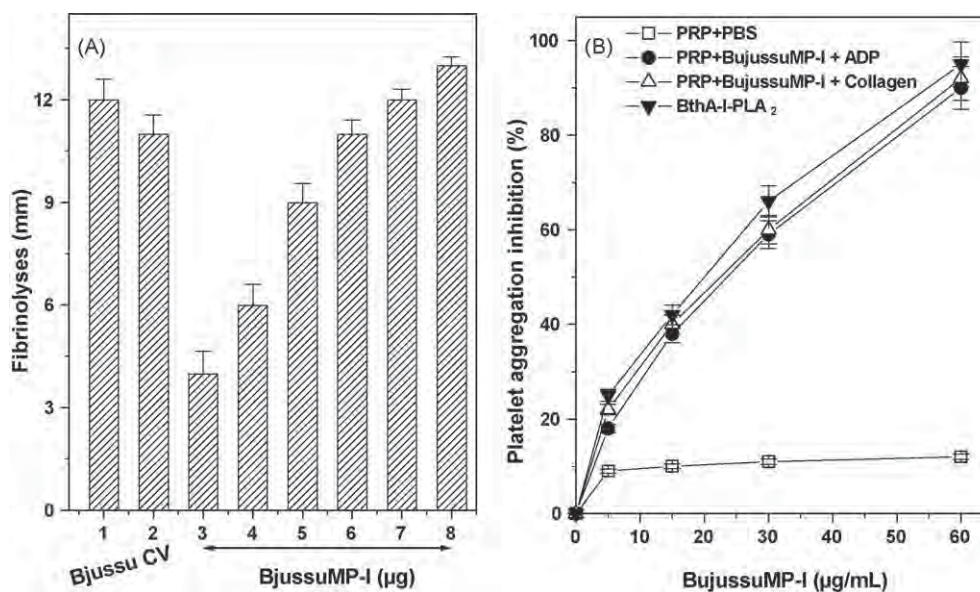 (A)
Fibrinolyses (mm)
12
9
6
3
0
1 2 3 4 5 6 7 8
Bjussu CV
BjussuMP-I (µg)
(B)
PRP+PBS
PRP+BujussuMP-I + ADP
PRP+BujussuMP-I + Collagen
BthA-I-PLA₂
Platelet aggregation inhibition (%)
100
80
60
40
20
0
0 10 20 30 40 50 60
BujussuMP-I (µg/mL)